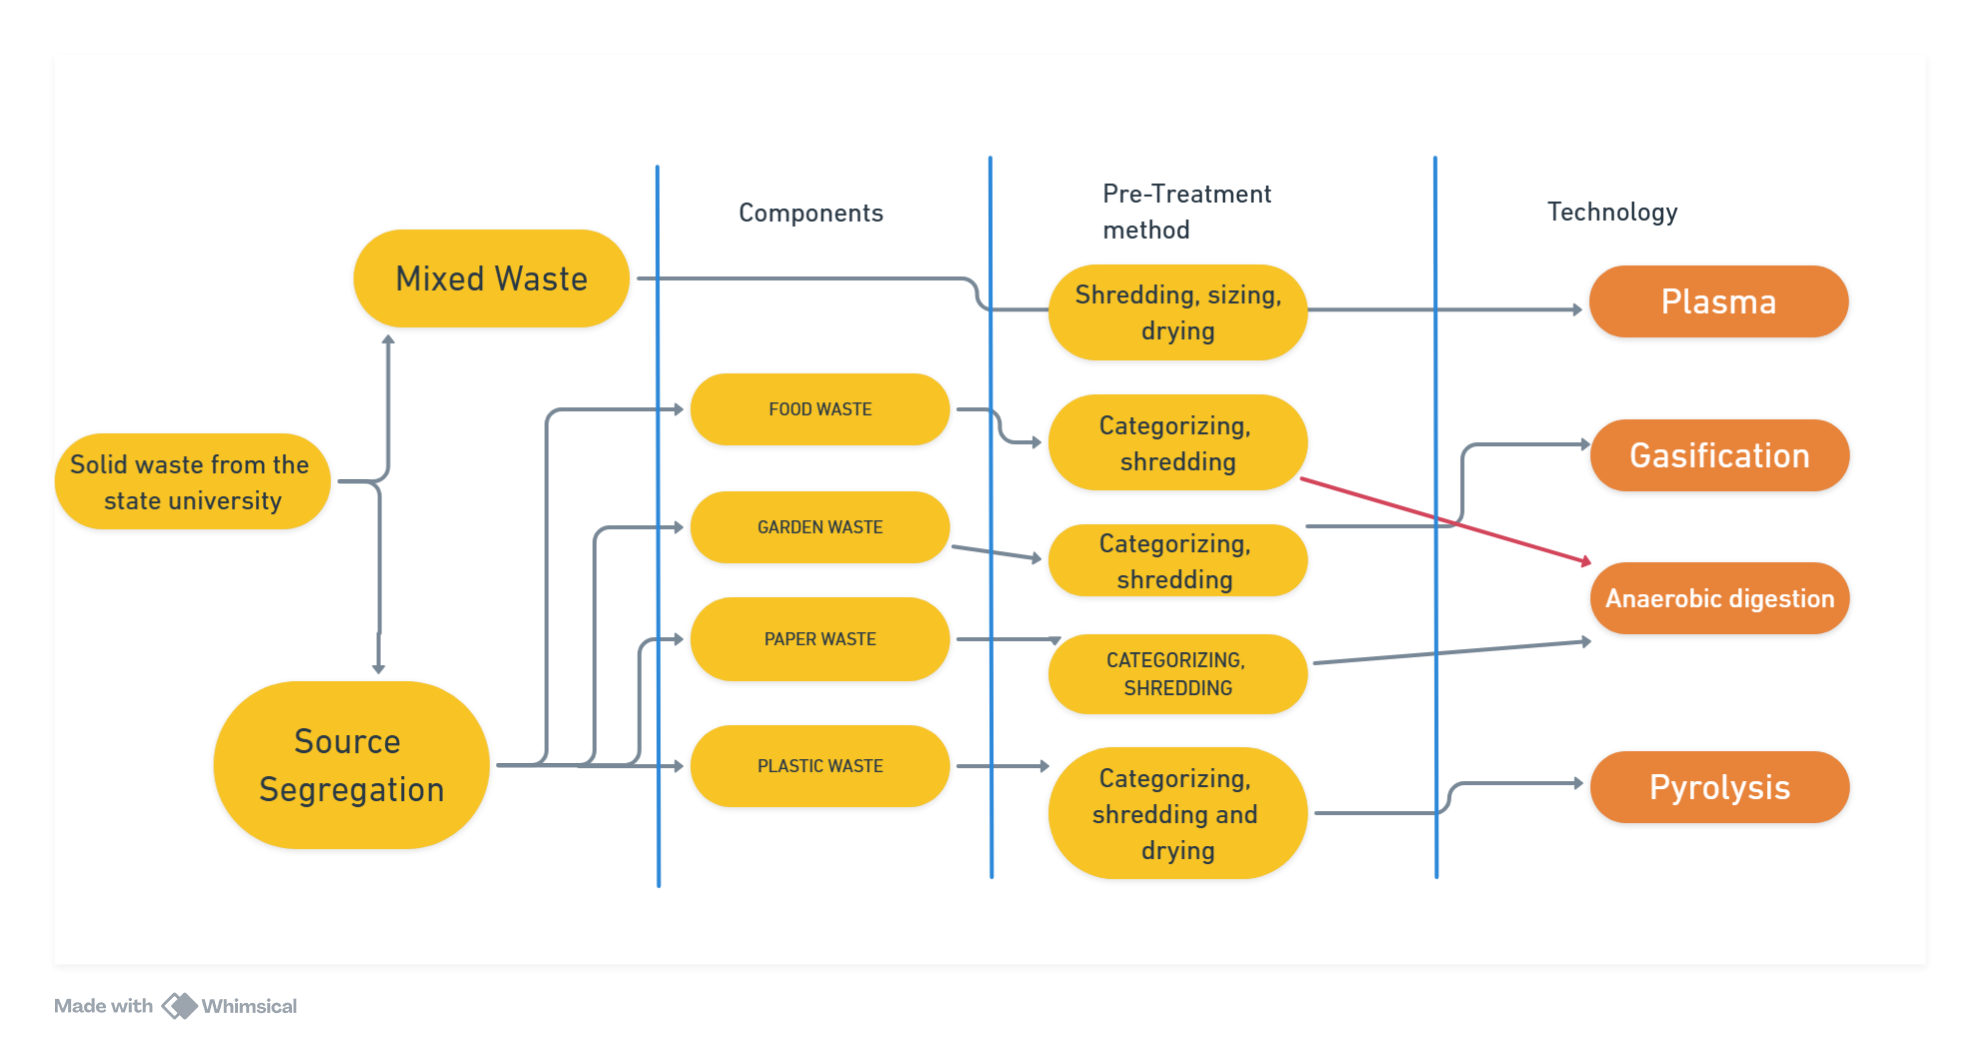 Components
Pre-Treatment
method
Technology
Mixed Waste
Shredding, sizing,
drying
Plasma
FOOD WASTE
Categorizing,
shredding
Gasification
Solid waste from the
state university
GARDEN WASTE
Categorizing,
shredding
Anaerobic digestion
PAPER WASTE
CATEGORIZING,
SHREDDING
Source
Segregation
PLASTIC WASTE
Categorizing,
shredding and
drying
Pyrolysis
Made with Whimsical